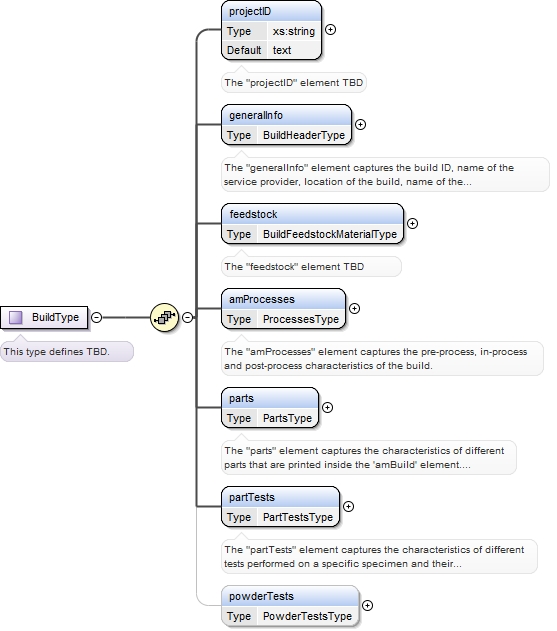 projectID
Type xs:string
Default text
The "projectID" element TBD
generalInfo
Type BuildHeaderType
The "generalInfo" element captures the build ID, name of the
service provider, location of the build, name of the...
feedstock
Type BuildFeedstockMaterialType
The "feedstock" element TBD
BuildType
This type defines TBD.
amProcesses
Type ProcessesType
The "amProcesses" element captures the pre-process, in-process
and post-process characteristics of the build.
parts
Type PartsType
The "parts" element captures the characteristics of different
parts that are printed inside the 'amBuild' element....
partTests
Type PartTestsType
The "partTests" element captures the characteristics of different
tests performed on a specific specimen and their...
powderTests
Type PowderTestsType